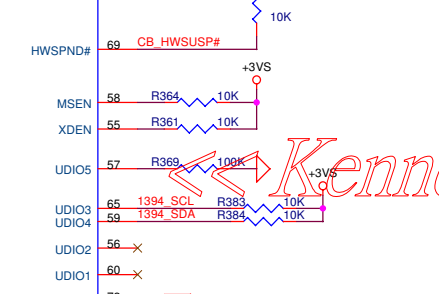 10K
HWSPND# 69 CB_HWSUSP#
+3VS
MSEN 58 R364 10K
XDEN 55 R361 10K
UDIO5 57 R369 100K
+3VS
UDIO3 65 1394_SCL R383 10K
UDIO4 59 1394_SDA R384 10K
UDIO2 56
UDIO1 60